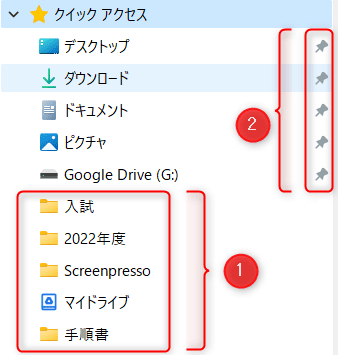 クイック アクセス
デスクトップ
ダウンロード
ドキュメント
ピクチャ
Google Drive (G:)
入試
2022年度
Screenpresso
マイドライブ
手順書
2
1